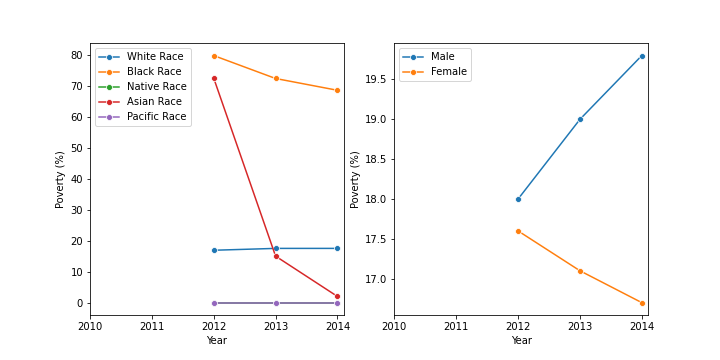 White Race
Black Race
Native Race
Asian Race
Pacific Race
Poverty (%)
80
70
60
50
40
30
20
10
0
2010 2011 2012 2013 2014
Year
Male
Female
Poverty (%)
19.5
19.0
18.5
18.0
17.5
17.0
2010 2011 2012 2013 2014
Year